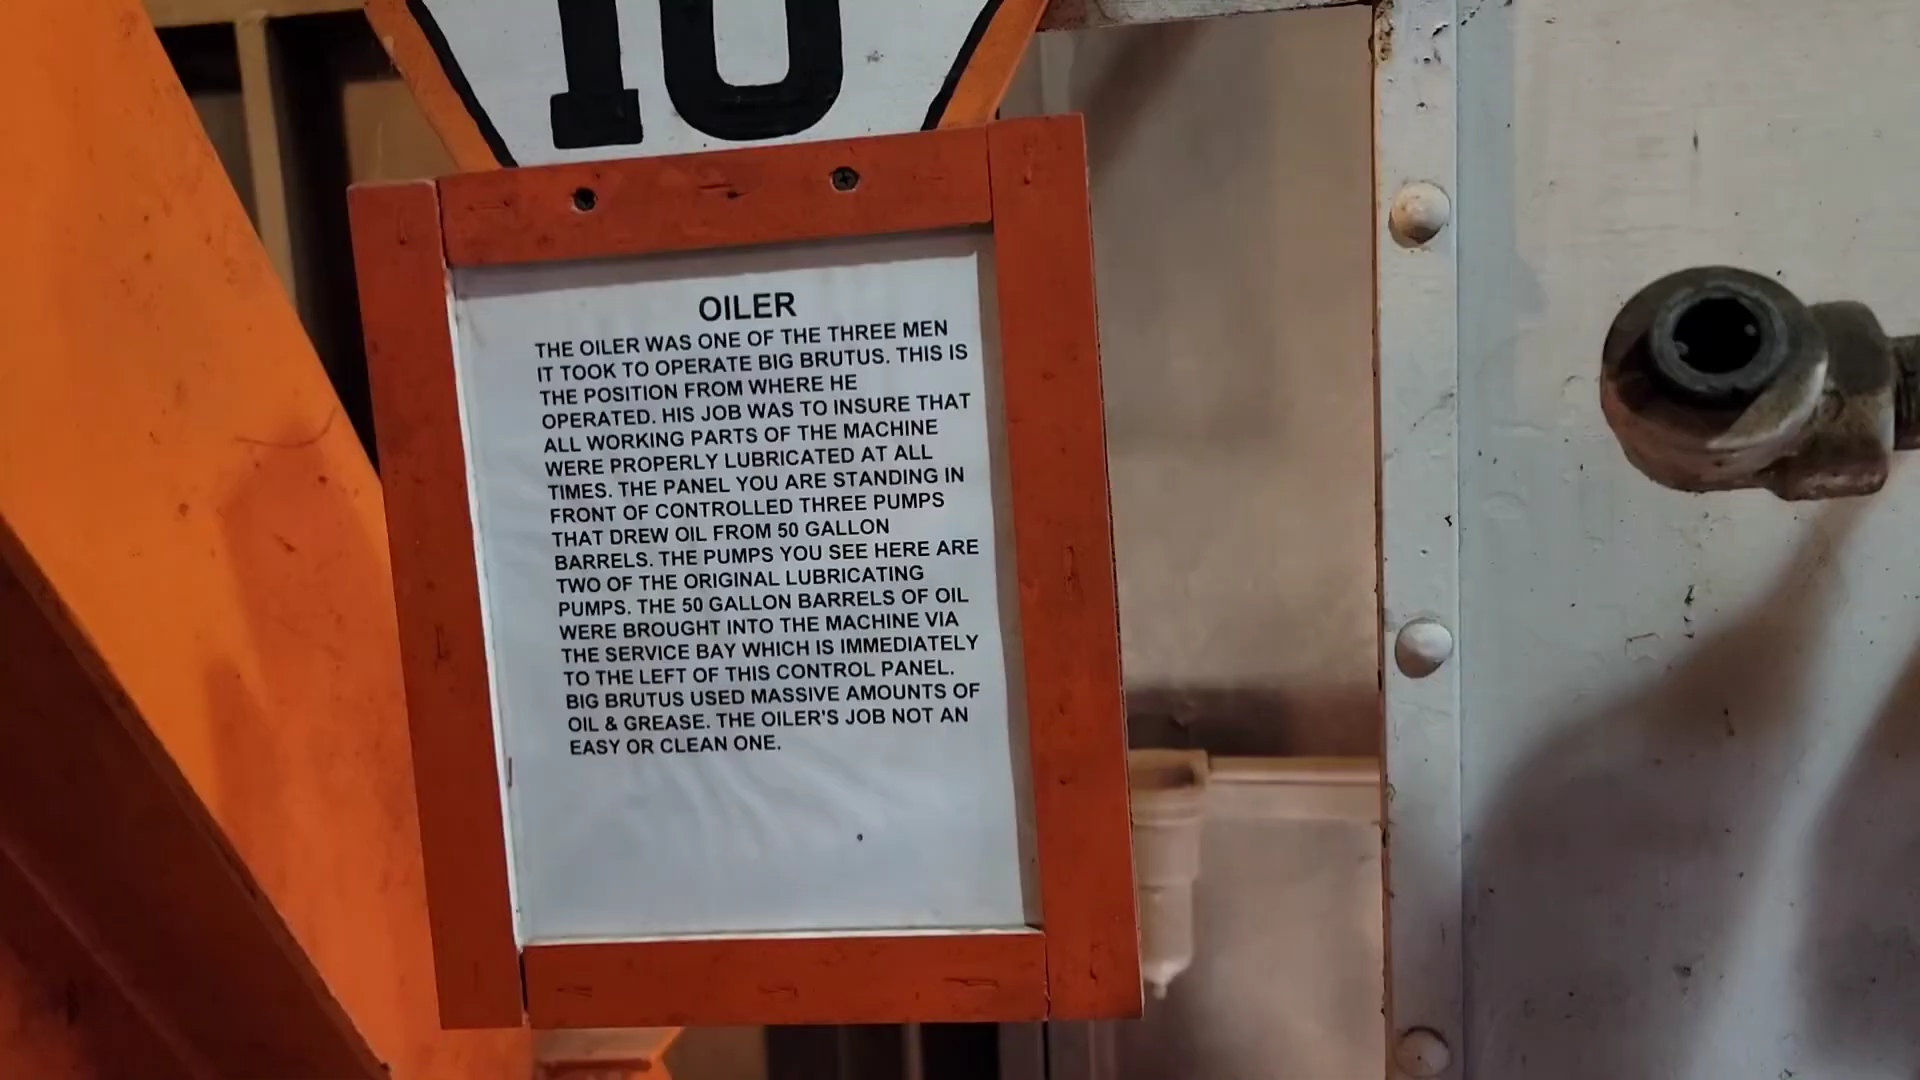 10
OILER
THE OILER WAS ONE OF THE THREE MEN
IT TOOK TO OPERATE BIG BRUTUS. THIS IS
THE POSITION FROM WHERE HE
OPERATED. HIS JOB WAS TO INSURE THAT
ALL WORKING PARTS OF THE MACHINE
WERE PROPERLY LUBRICATED AT ALL
TIMES. THE PANEL YOU ARE STANDING IN
FRONT OF CONTROLLED THREE PUMPS
THAT DREW OIL FROM 50 GALLON
BARRELS. THE PUMPS YOU SEE HERE ARE
TWO OF THE ORIGINAL LUBRICATING
PUMPS. THE 50 GALLON BARRELS OF OIL
WERE BROUGHT INTO THE MACHINE VIA
THE SERVICE BAY WHICH IS IMMEDIATELY
TO THE LEFT OF THIS CONTROL PANEL.
BIG BRUTUS USED MASSIVE AMOUNTS OF
OIL & GREASE. THE OILER'S JOB NOT AN
EASY OR CLEAN ONE.